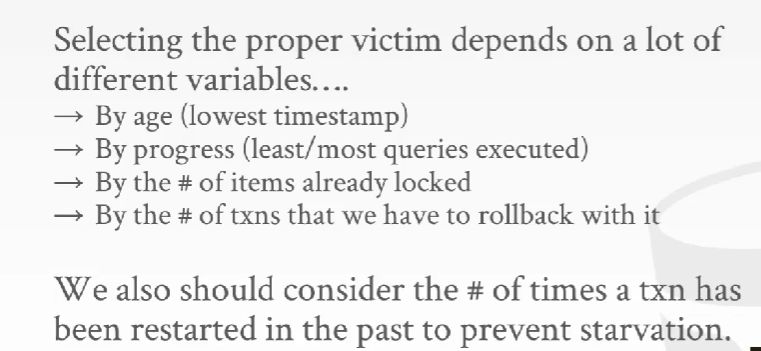 Selecting the proper victim depends on a lot of
different variables....
→ By age (lowest timestamp)
→ By progress (least/most queries executed)
→ By the # of items already locked
→ By the # of txns that we have to rollback with it
We also should consider the # of times a txn has
been restarted in the past to prevent starvation.